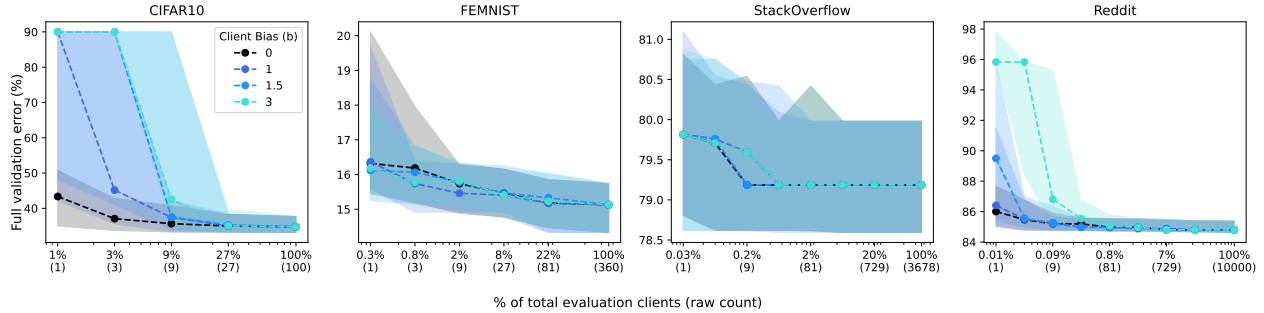 CIFAR10
FEMNIST
StackOverflow
Reddit
Full validation error (%)
90
80
70
60
50
40
Client Bias (b)
0
1
1.5
3
1% 3% 9% 27% 100%
(1) (3) (9) (27) (100)
20
19
18
17
16
15
0.3% 0.8% 2% 8% 22% 100%
(1) (3) (9) (27) (81) (360)
81.0
80.5
80.0
79.5
79.0
78.5
0.03% 0.2% 2% 20% 100%
(1) (9) (81) (729) (3678)
98
96
94
92
90
88
86
84
0.01% 0.09% 0.8% 7% 100%
(1) (9) (81) (729) (10000)
% of total evaluation clients (raw count)